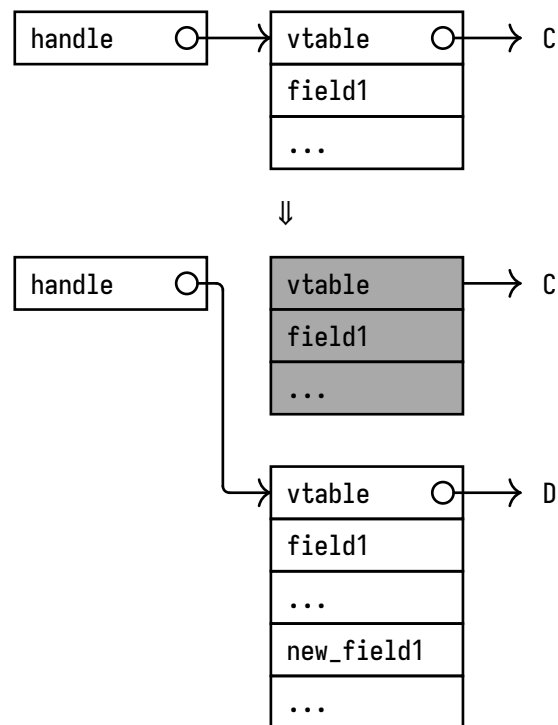 handle vtable C
field1
...
⇓
handle vtable C
field1
...
vtable D
field1
...
new_field1
...